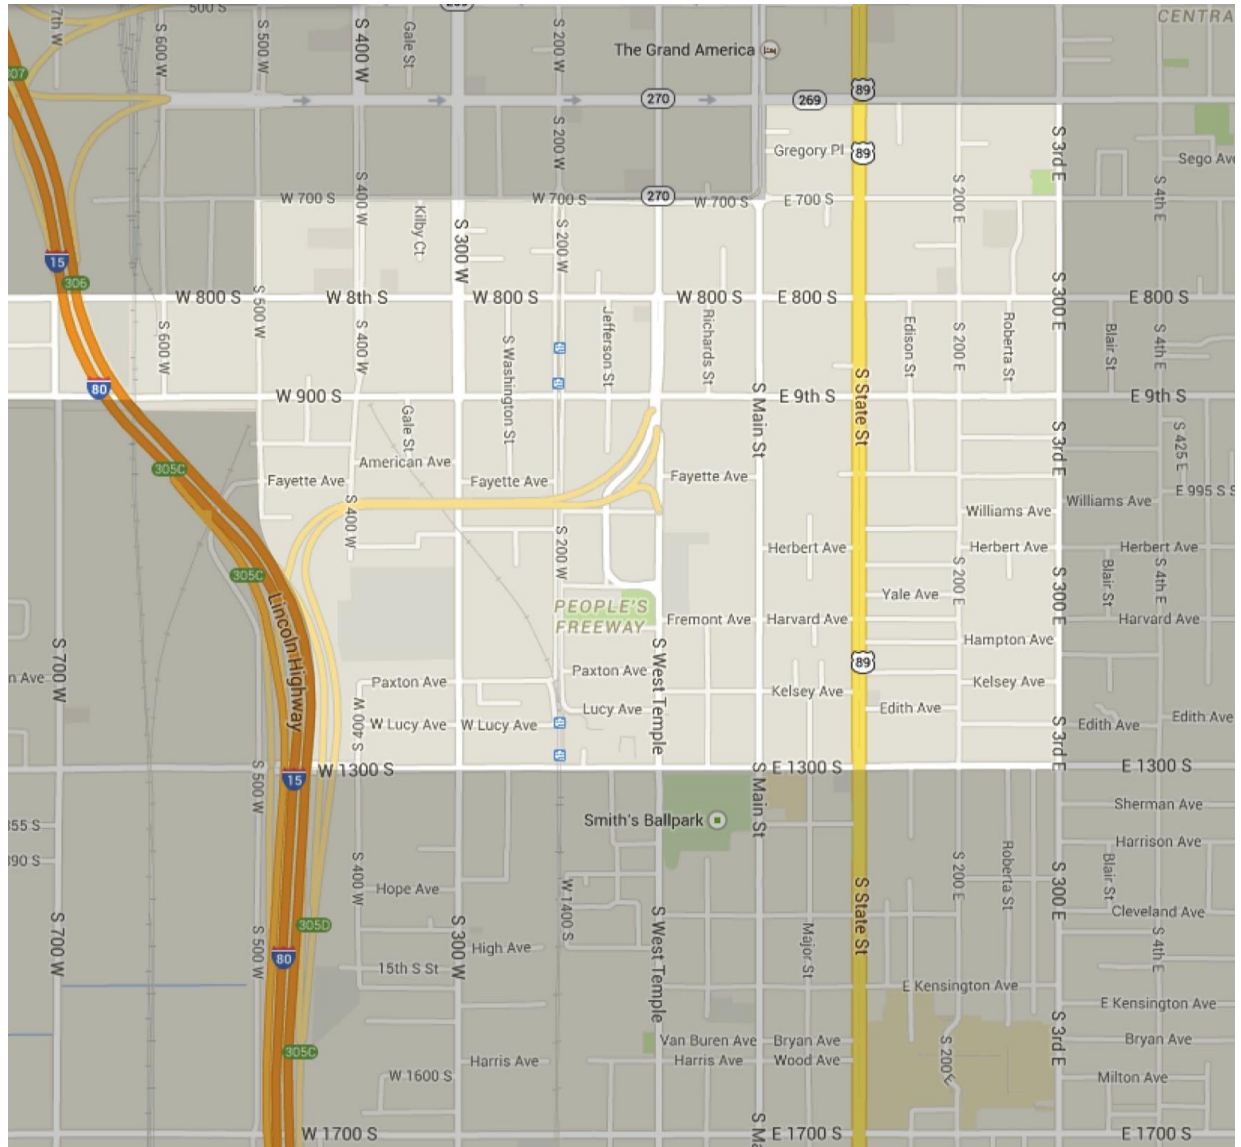 500 S
269
CENTRA
7th W
S 600 W
S 500 W
S 400 W
Gale St
S 200 W
The Grand America
307
270
269
89
S 200 W
89
Gregory Pl
S 3rd E
Sego Av
S 400 W
S 200 E
S 4th E
W 700 S
W 700 S
270
W 700 S
E 700 S
Kilby Ct
S 300 W
S 200 W
15
306
S 500 W
W 800 S
W 8th S
W 800 S
W 800 S
E 800 S
S 300 E
E 800 S
S 600 W
S 400 W
S Washington St
Jefferson St
Richards St
Edison St
S 200 E
Roberta St
Blair St
S 4th E
80
W 900 S
E 9th S
E 9th S
Gale St
S Main St
S State St
S 3rd E
S 425 E
305C
American Ave
Fayette Ave
Fayette Ave
Fayette Ave
E 995 S S
S 400 W
Williams Ave
Williams Ave
S 200 W
Herbert Ave
Herbert Ave
Herbert Ave
305C
Lincoln Highway
S 200 E
S 300 E
Blair St
S 4th E
Yale Ave
PEOPLE'S
FREEWAY
Fremont Ave
Harvard Ave
Harvard Ave
Hampton Ave
S 700 W
S West Temple
89
n Ave
Paxton Ave
Paxton Ave
Kelsey Ave
Kelsey Ave
S 400 W
W Lucy Ave
W Lucy Ave
Lucy Ave
Edith Ave
Edith Ave
Edith Ave
S 3rd E
S 500 W
15
W 1300 S
E 1300 S
E 1300 S
S Main St
Sherman Ave
Smith's Ballpark
355 S
Harrison Ave
390 S
S 400 W
Hope Ave
W 1400 S
S 200 E
Roberta St
S 300 E
Blair St
Cleveland Ave
S 700 W
S 500 W
305D
S 300 W
S West Temple
Major St
S State St
S 4th E
80
High Ave
15th S St
E Kensington Ave
E Kensington Ave
305C
Van Buren Ave
Bryan Ave
S 200 E
S 3rd E
Bryan Ave
Harris Ave
Harris Ave
Wood Ave
W 1600 S
Milton Ave
W 1700 S
S Ma
E 1700 S
E 1700 S